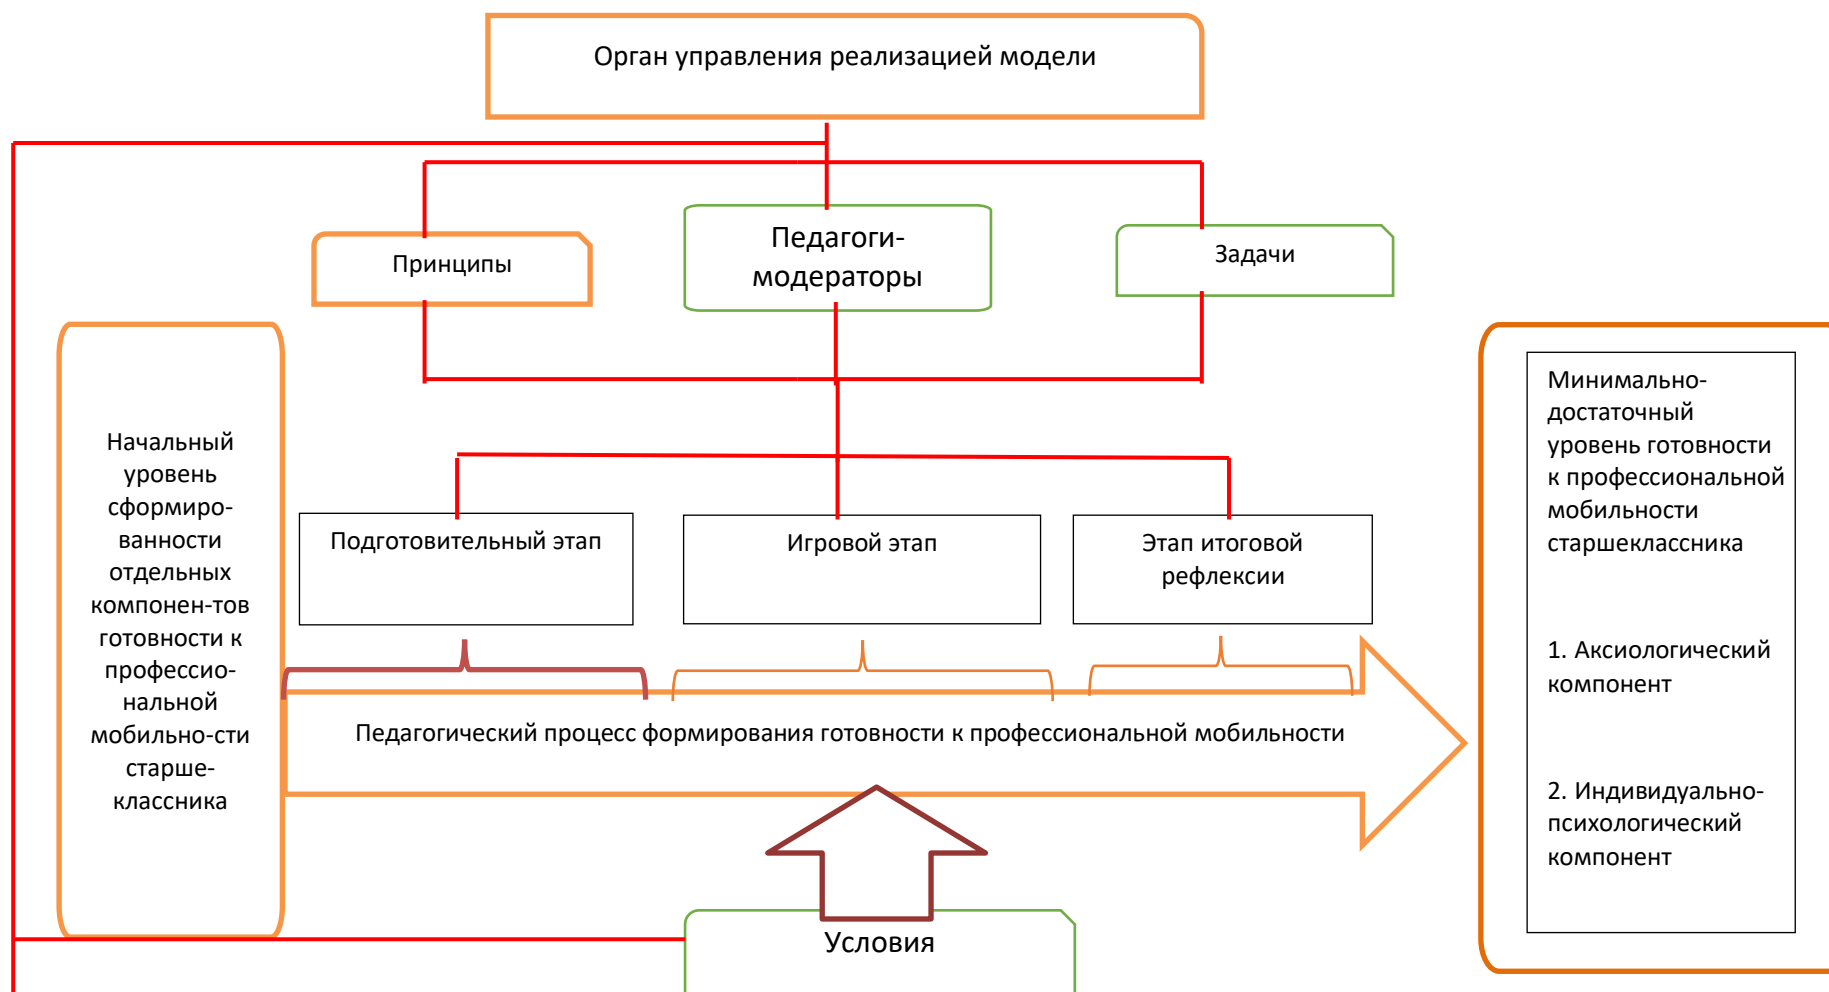 Орган управления реализацией модели
Принципы
Педагоги-
модераторы
Задачи
Начальный
уровень
сформиро-
ванности
отдельных
компонен-тов
готовности к
профессио-
нальной
мобильно-сти
старше-
классника
Подготовительный этап
Игровой этап
Этап итоговой
рефлексии
Педагогический процесс формирования готовности к профессиональной мобильности
Условия
Минимально-
достаточный
уровень готовности
к профессиональной
мобильности
старшеклассника
1. Аксиологический
компонент
2. Индивидуально-
психологический
компонент